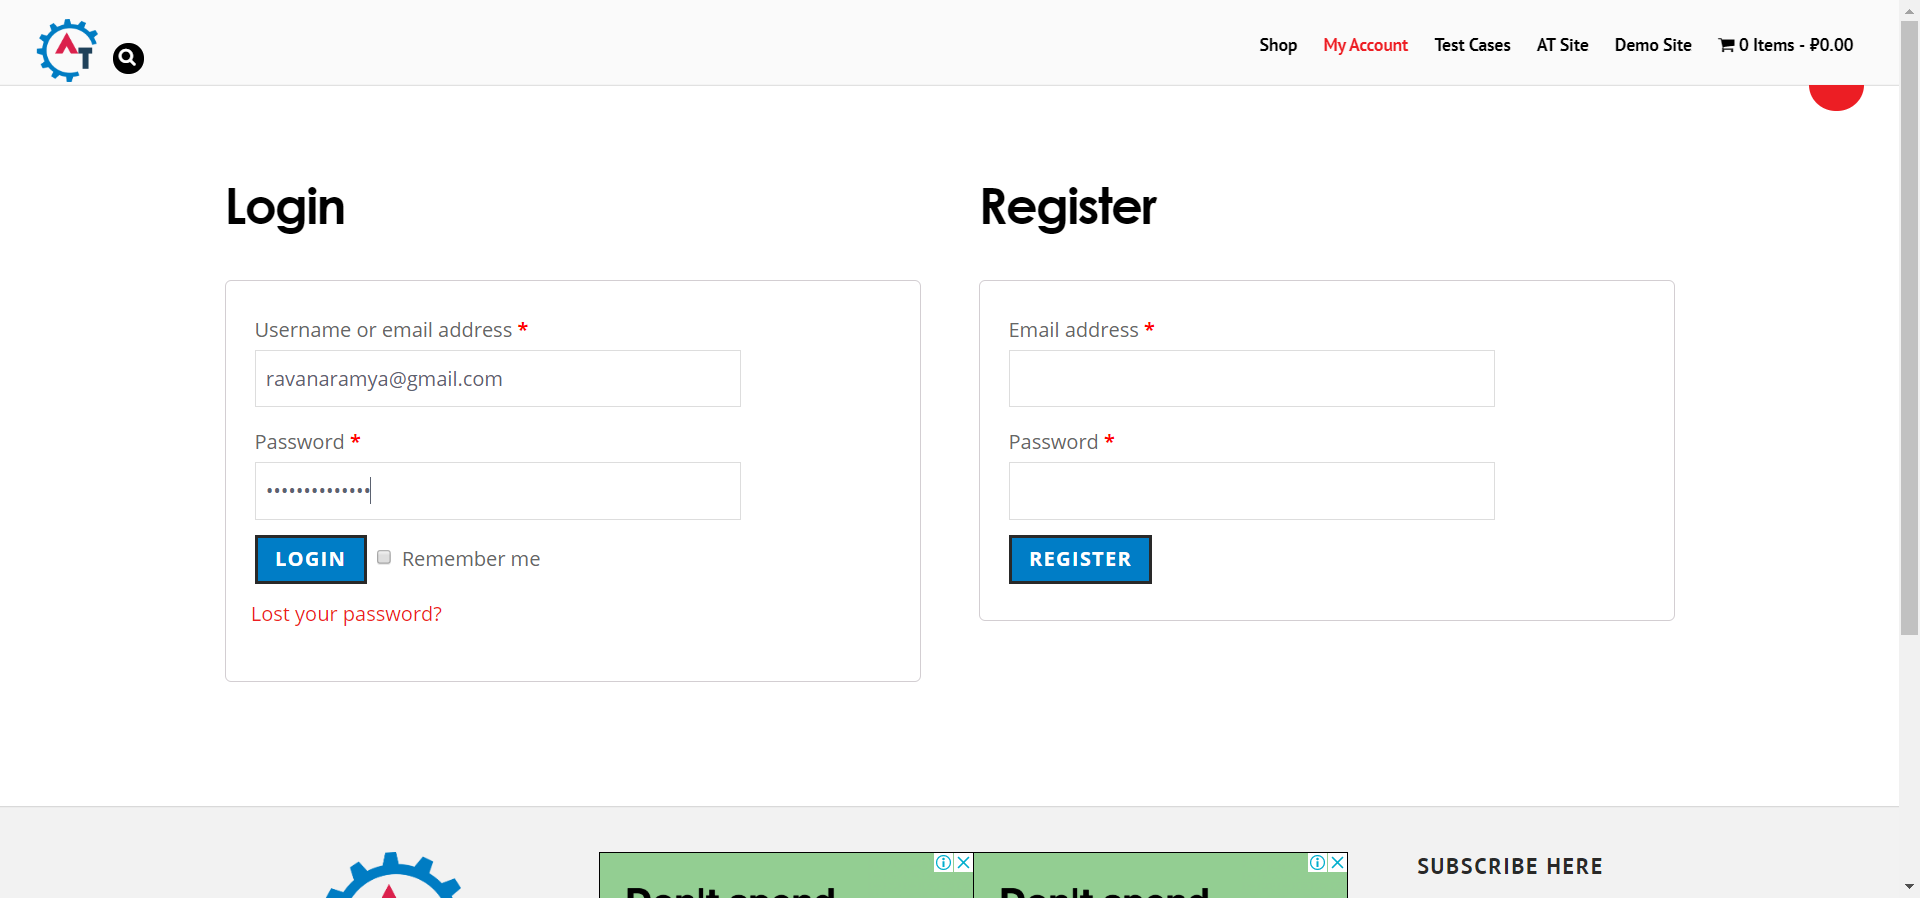 AT
Shop
My Account
Test Cases
AT Site
Demo Site
0 Items - ₽0.00
Login
Register
Username or email address *
ravanaramya@gmail.com
Password *
••••••••••••••
LOGIN
Remember me
Lost your password?
Email address *
Password *
REGISTER
Don't spend
Don't spend
SUBSCRIBE HERE